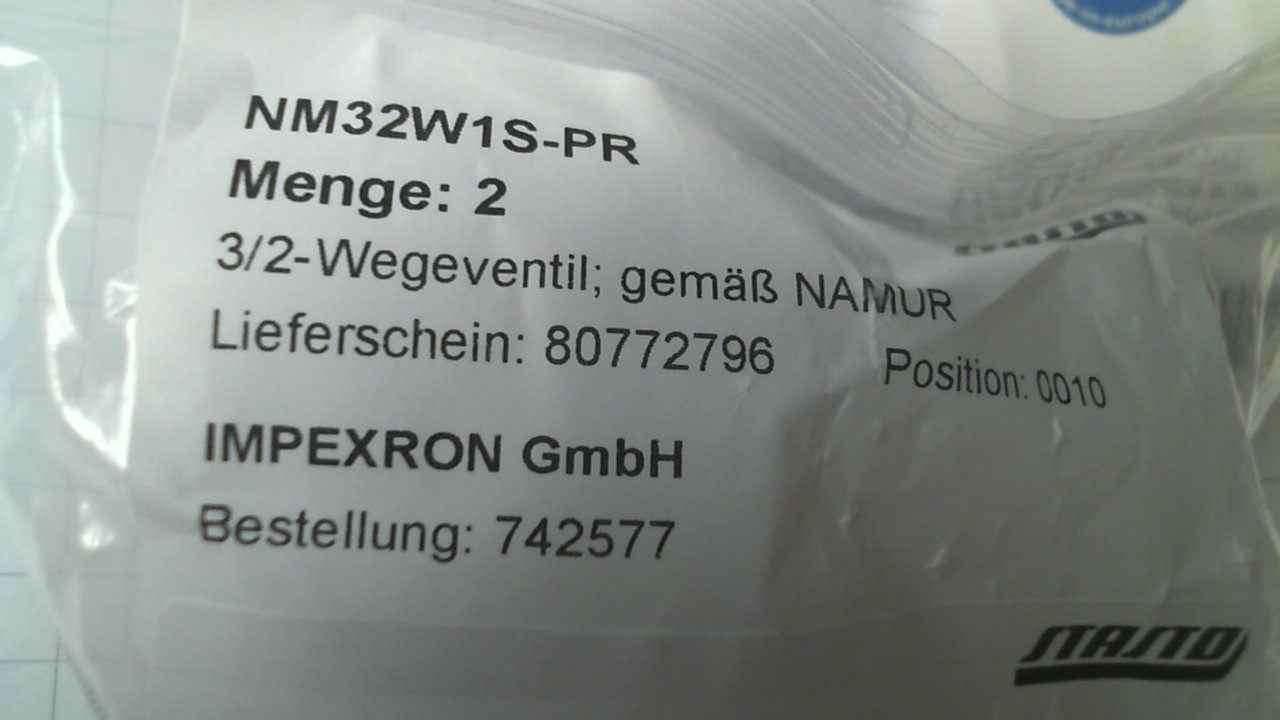 NM32W1S-PR
Menge: 2
3/2-Wegeventil; gemäß NAMUR
Lieferschein: 80772796 Position: 0010
IMPEXRON GmbH
Bestellung: 742577
STASTO